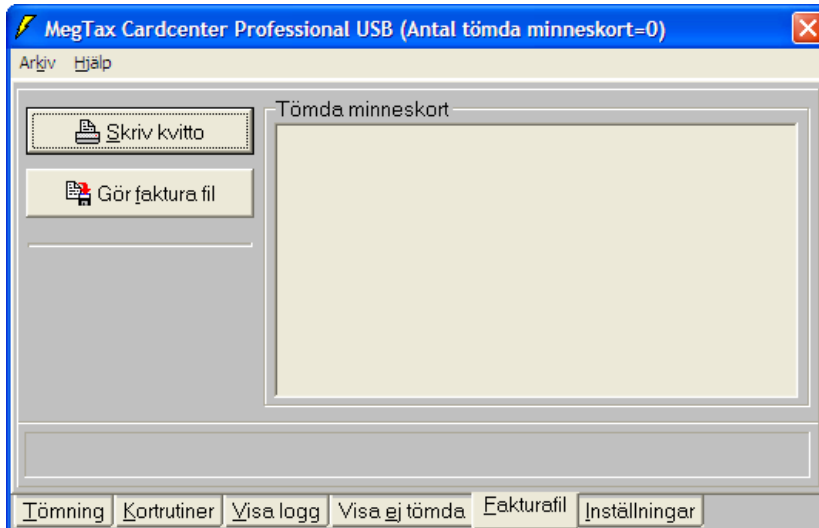 MegTax Cardcenter Professional USB (Antal tömda minneskort=0)
Arkiv Hjälp
Skriv kvitto
Gör faktura fil
Tömda minneskort
Tömning Kortrutiner Visa logg Visa ej tömda Fakturafil Inställningar